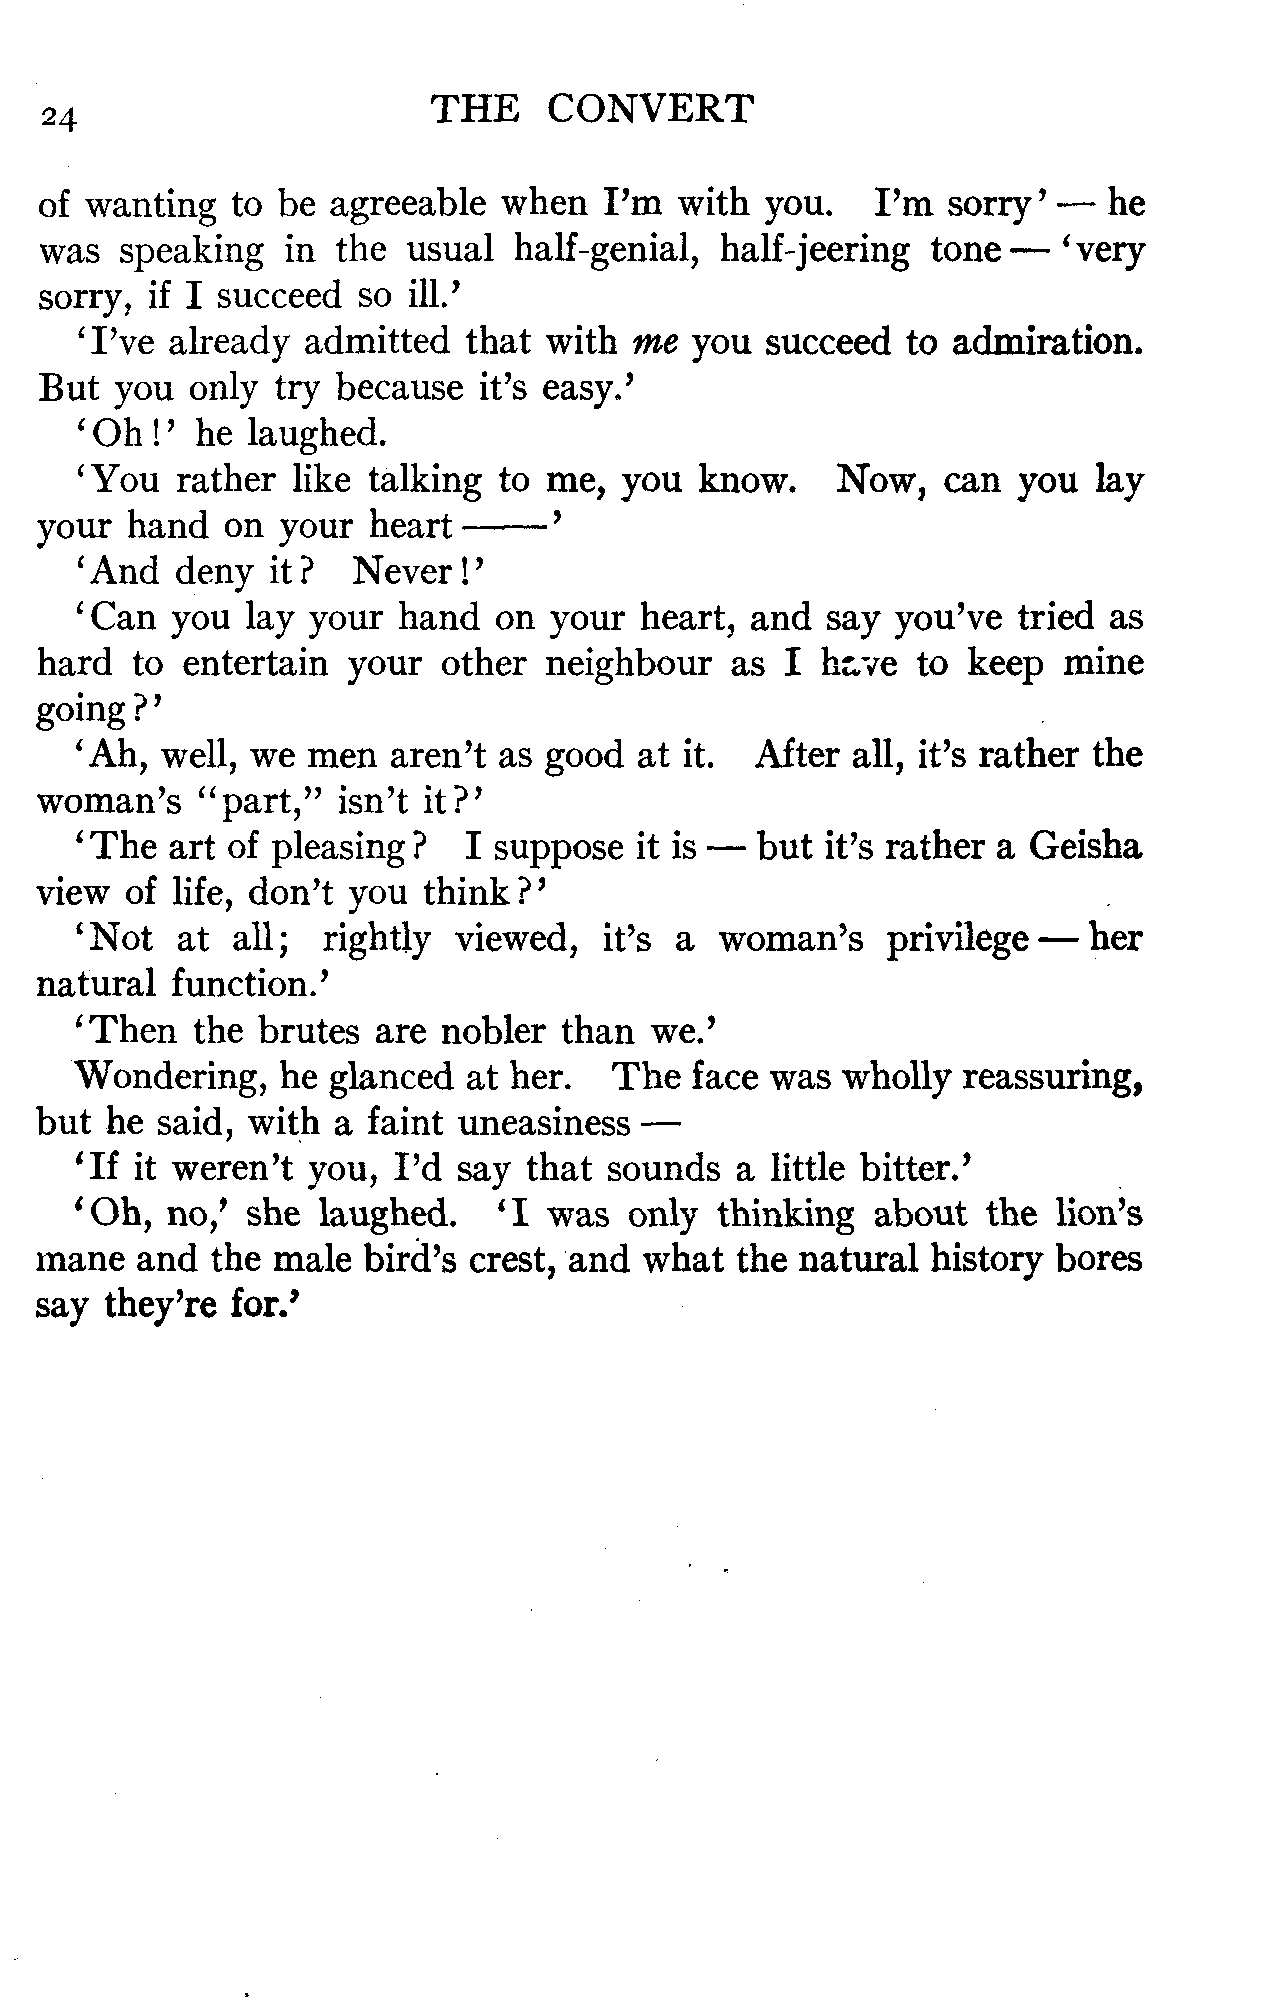 24 THE CONVERT
of wanting to be agreeable when I'm with you. I'm sorry' — he
was speaking in the usual half-genial, half-jeering tone — 'very
sorry, if I succeed so ill.'
'I've already admitted that with me you succeed to admiration.
But you only try because it's easy.'
'Oh!' he laughed.
'You rather like talking to me, you know. Now, can you lay
your hand on your heart ——'
'And deny it? Never!'
'Can you lay your hand on your heart, and say you've tried as
hard to entertain your other neighbour as I have to keep mine
going?'
'Ah, well, we men aren't as good at it. After all, it's rather the
woman's "part," isn't it?'
'The art of pleasing? I suppose it is — but it's rather a Geisha
view of life, don't you think?'
'Not at all; rightly viewed, it's a woman's privilege — her
natural function.'
'Then the brutes are nobler than we.'
Wondering, he glanced at her. The face was wholly reassuring,
but he said, with a faint uneasiness —
'If it weren't you, I'd say that sounds a little bitter.'
'Oh, no,' she laughed. 'I was only thinking about the lion's
mane and the male bird's crest, and what the natural history bores
say they're for.'